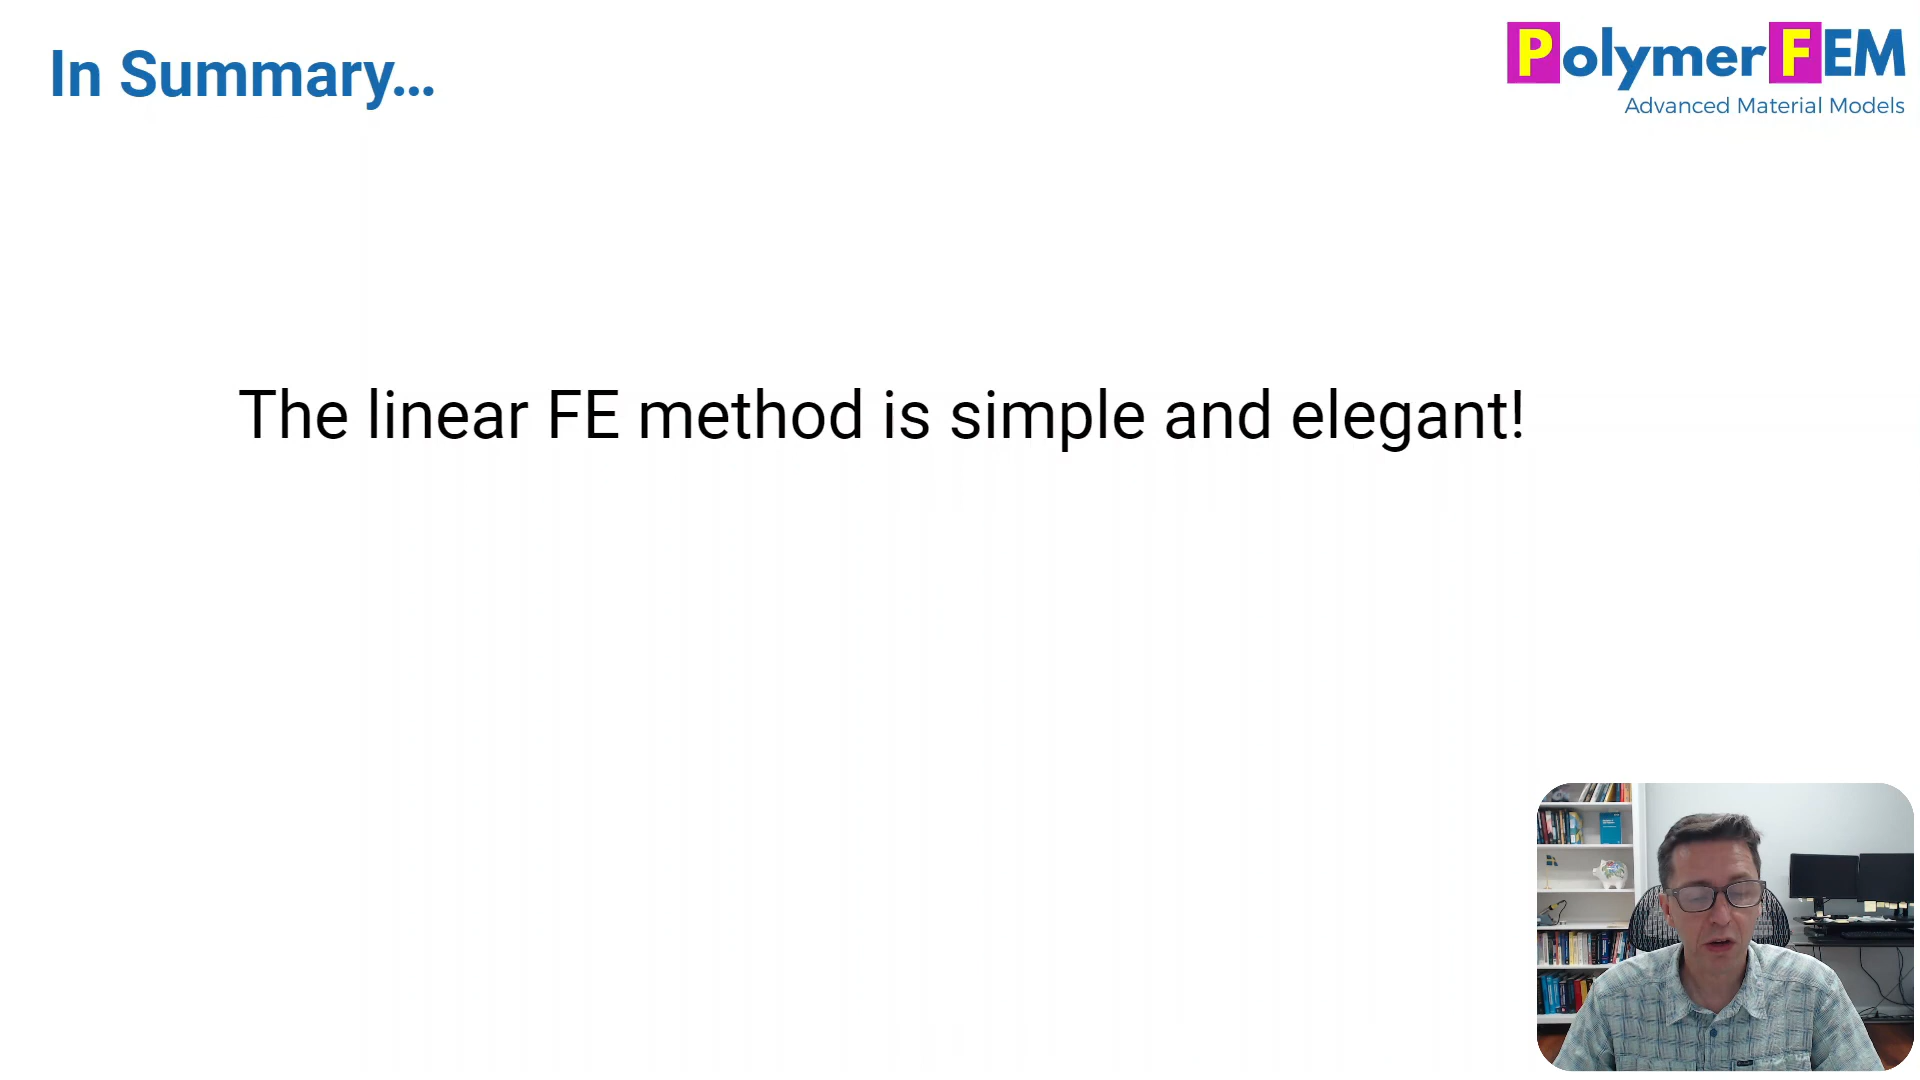 In Summary...
PolymerFEM
Advanced Material Models
The linear FE method is simple and elegant!